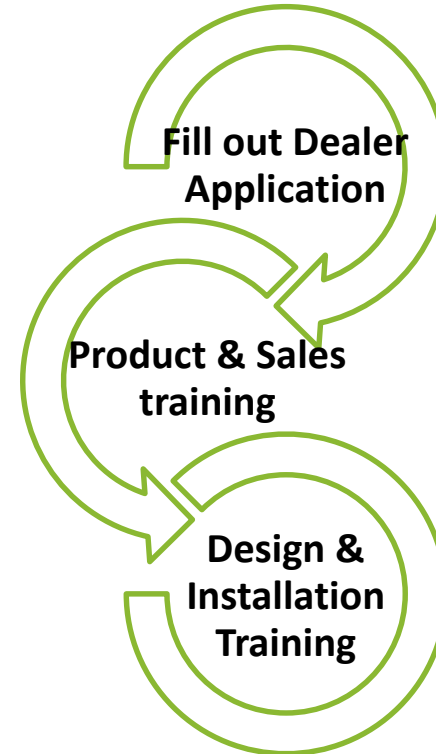 Fill out Dealer
Application
Product & Sales
training
Design &
Installation
Training